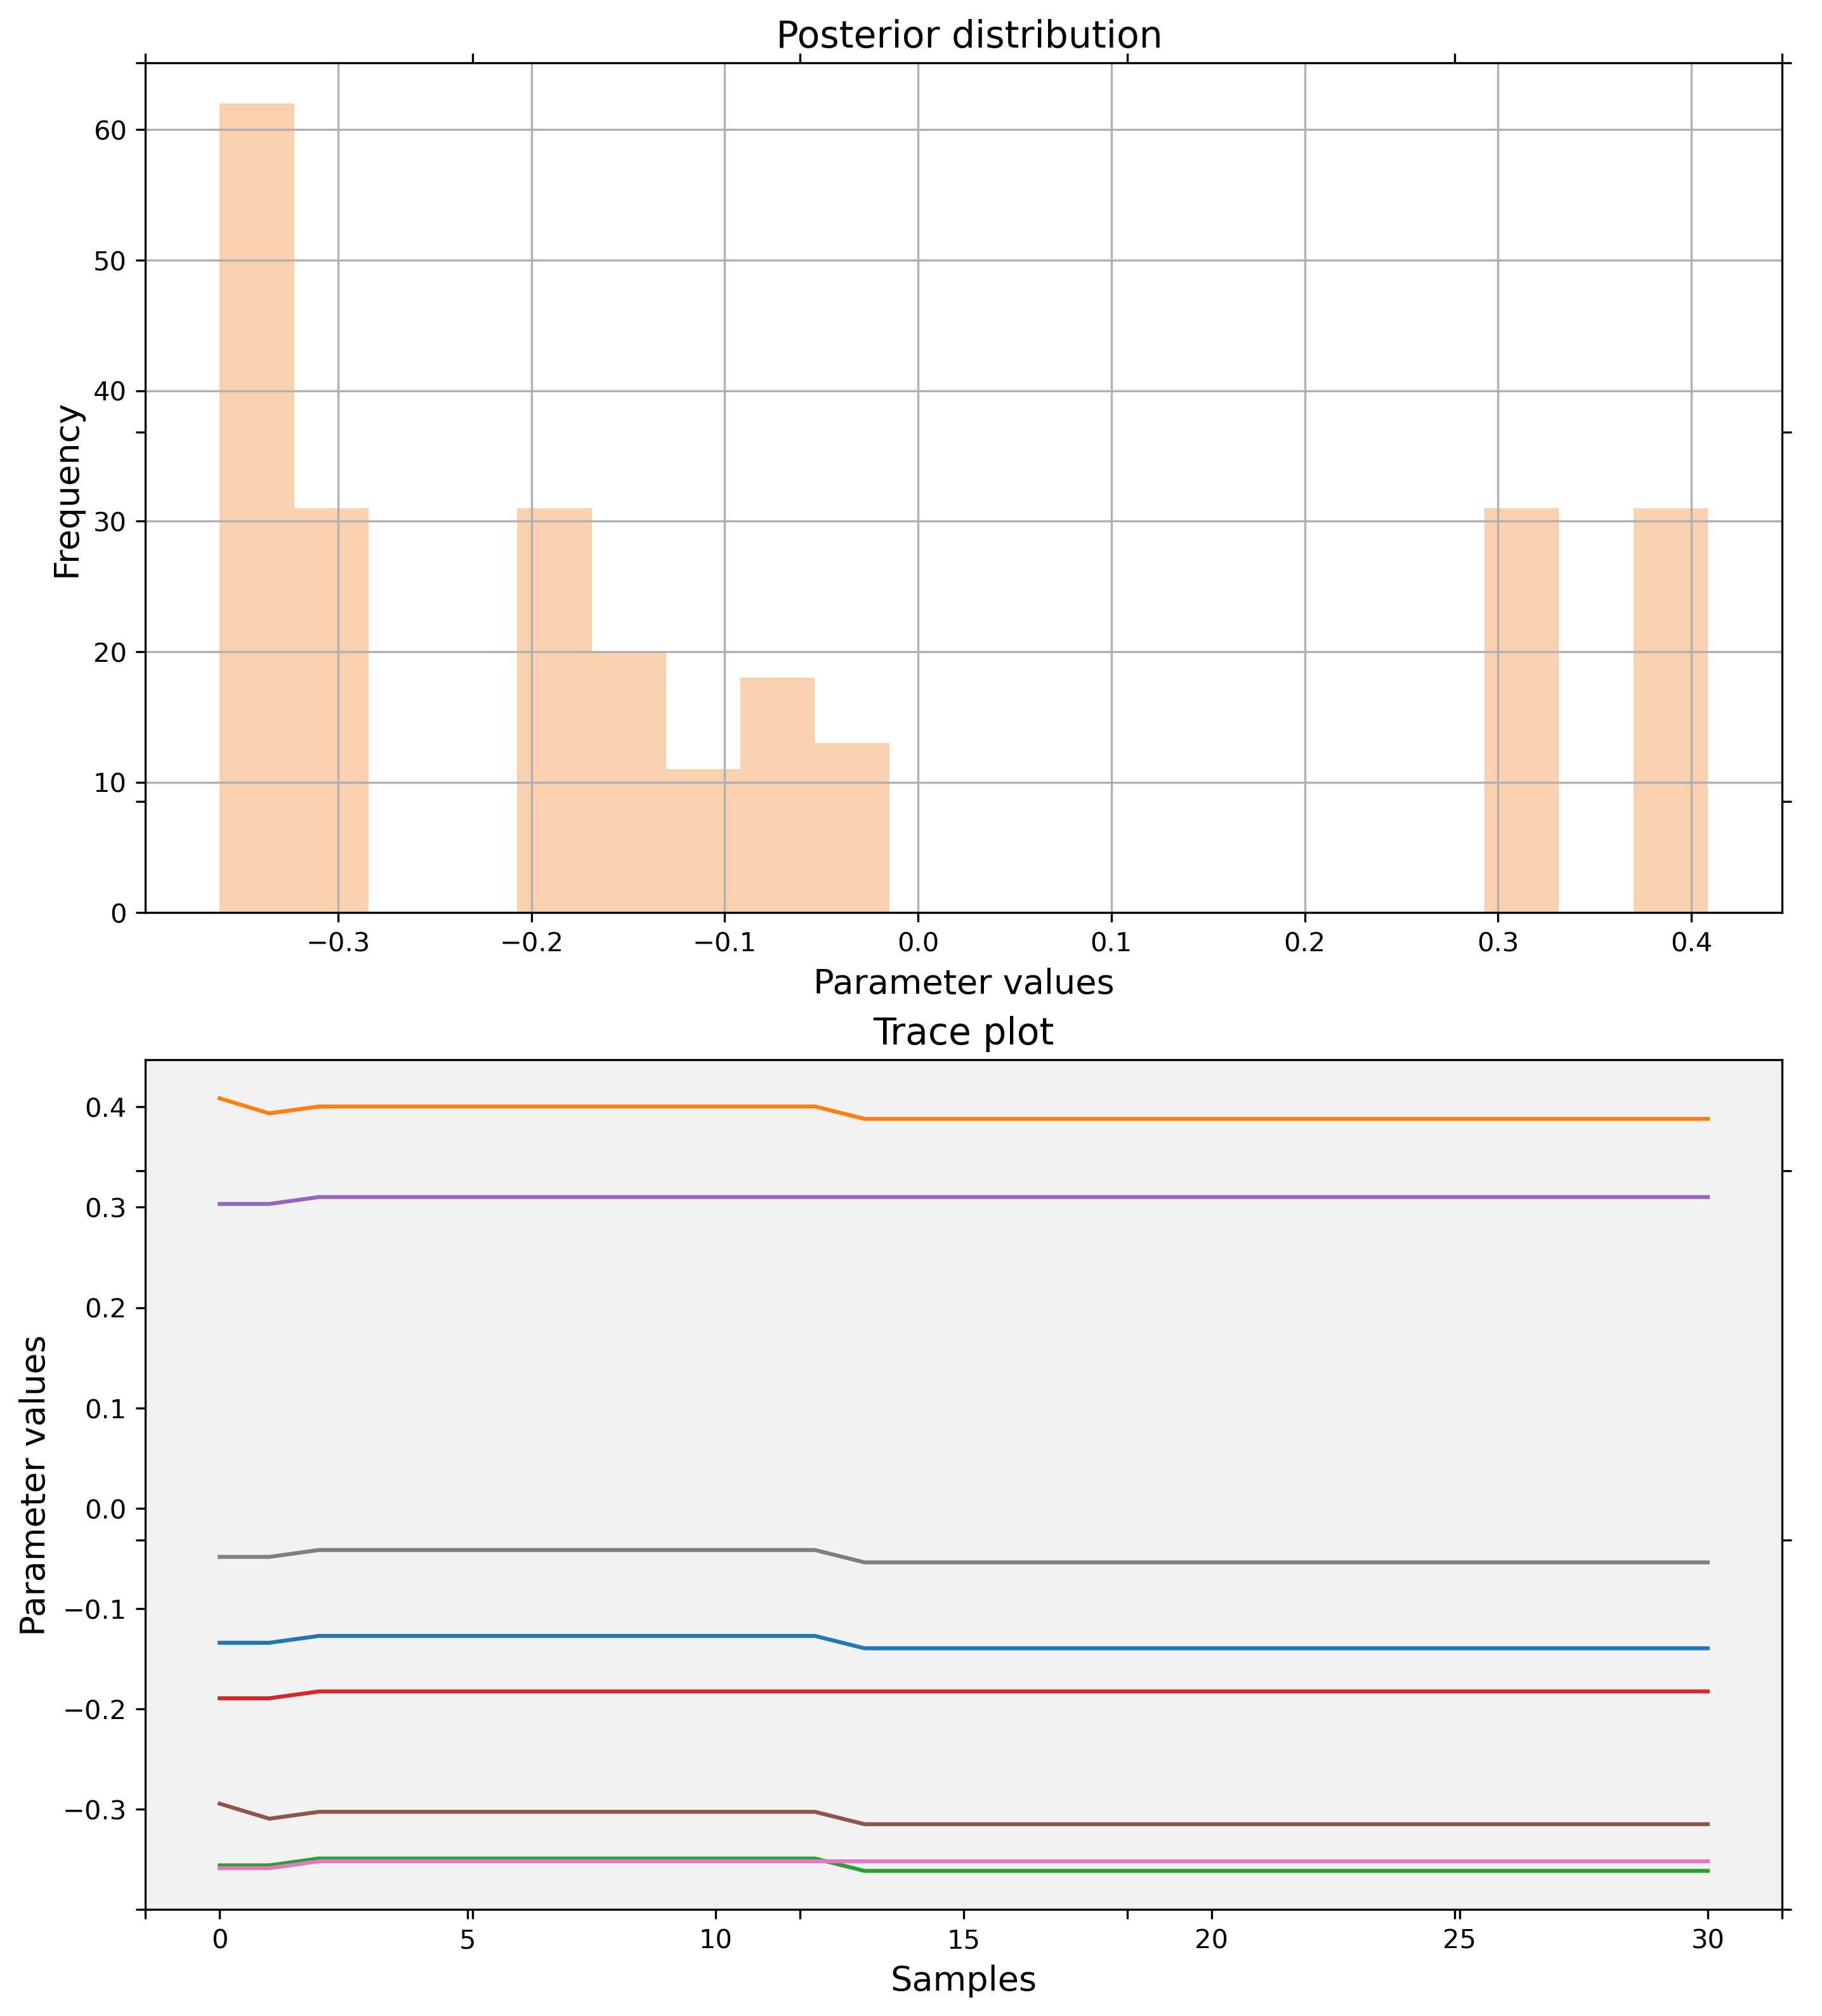 Posterior distribution
60
50
40
30
20
10
0
Frequency
−0.3 −0.2 −0.1 0.0 0.1 0.2 0.3 0.4
Parameter values
Trace plot
0.4
0.3
0.2
0.1
0.0
−0.1
−0.2
−0.3
Parameter values
0 5 10 15 20 25 30
Samples